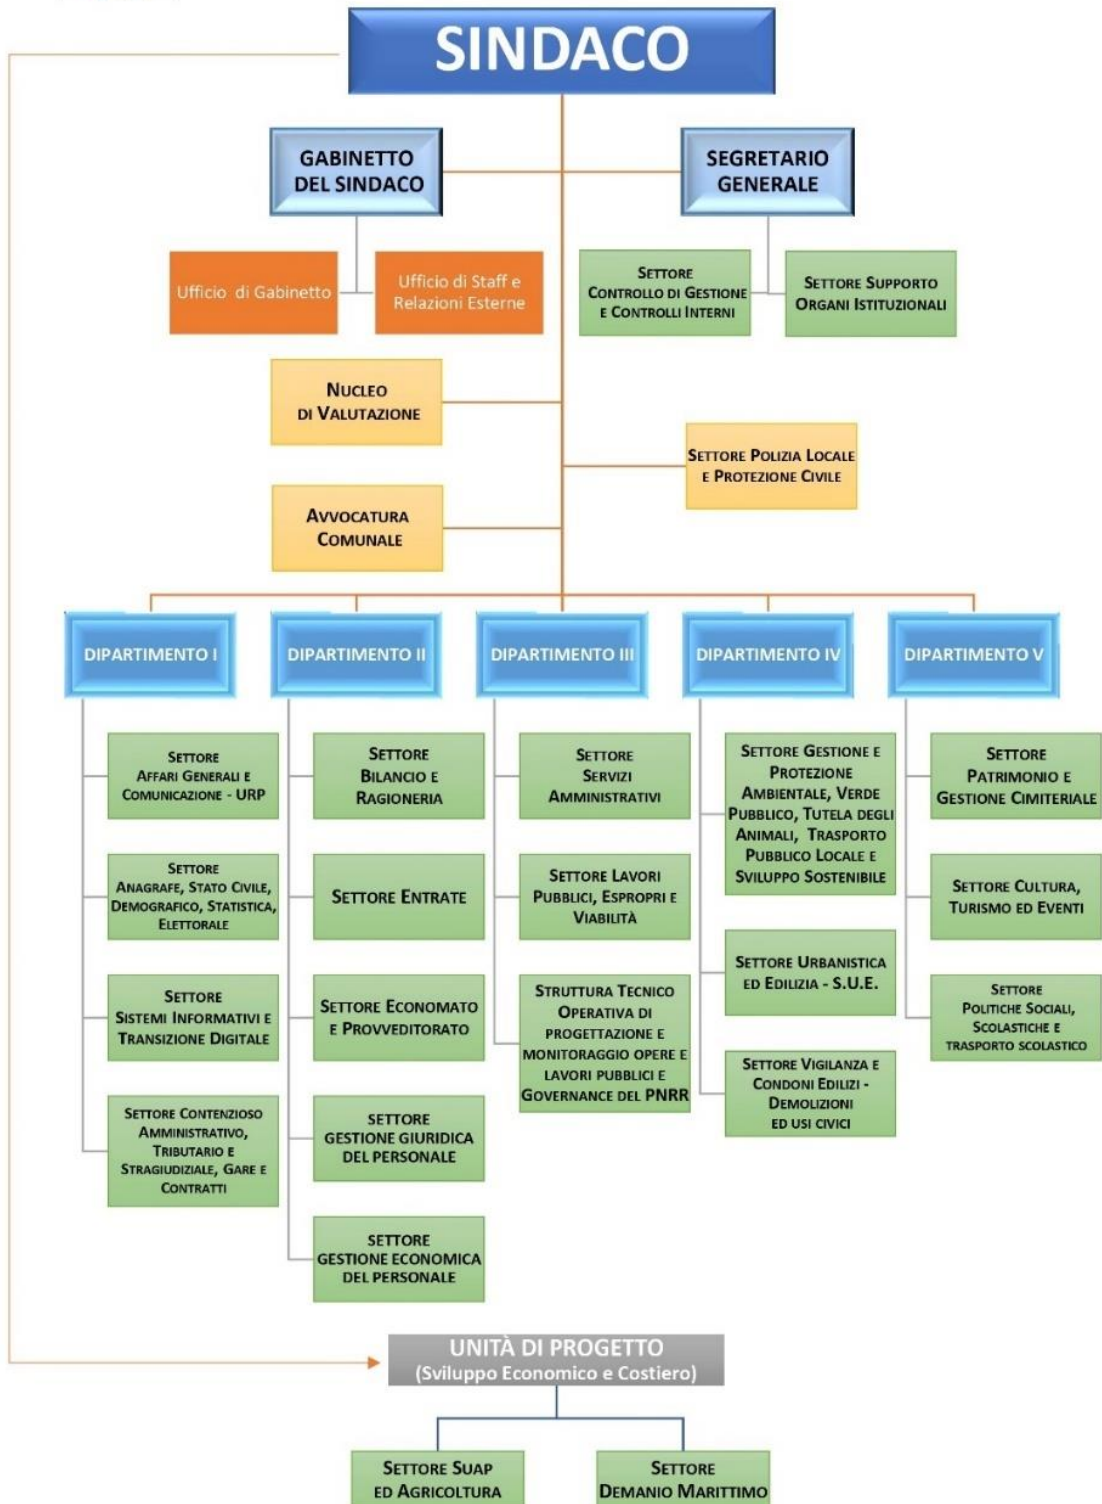 SINDACO
GABINETTO
DEL SINDACO
SEGRETARIO
GENERALE
Ufficio di Gabinetto
Ufficio di Staff e
Relazioni Esterne
SETTORE
CONTROLLO DI GESTIONE
E CONTROLLI INTERNI
SETTORE SUPPORTO
ORGANI ISTITUZIONALI
NUCLEO
DI VALUTAZIONE
SETTORE POLIZIA LOCALE
E PROTEZIONE CIVILE
AVVOCATURA
COMUNALE
DIPARTIMENTO I
DIPARTIMENTO II
DIPARTIMENTO III
DIPARTIMENTO IV
DIPARTIMENTO V
SETTORE
AFFARI GENERALI E
COMUNICAZIONE - URP
SETTORE
ANAGRAFE, STATO CIVILE,
DEMOGRAFICO, STATISTICA,
ELETTORALE
SETTORE
SISTEMI INFORMATIVI E
TRANSIZIONE DIGITALE
SETTORE CONTENZIOSO
AMMINISTRATIVO,
TRIBUTARIO E
STRAGIUDIZIALE, GARE E
CONTRATTI
SETTORE
BILANCIO E
RAGIONERIA
SETTORE ENTRATE
SETTORE ECONOMATO
E PROVVEDITORATO
SETTORE
GESTIONE GIURIDICA
DEL PERSONALE
SETTORE
GESTIONE ECONOMICA
DEL PERSONALE
SETTORE
SERVIZI
AMMINISTRATIVI
SETTORE LAVORI
PUBBLICI, ESPROPRI E
VIABILITÀ
STRUTTURA TECNICO
OPERATIVA DI
PROGETTAZIONE E
MONITORAGGIO OPERE E
LAVORI PUBBLICI E
GOVERNANCE DEL PNRR
SETTORE GESTIONE E
PROTEZIONE
AMBIENTALE, VERDE
PUBBLICO, TUTELA DEGLI
ANIMALI, TRASPORTO
PUBBLICO LOCALE E
SVILUPPO SOSTENIBILE
SETTORE URBANISTICA
ED EDILIZIA - S.U.E.
SETTORE VIGILANZA E
CONDONI EDILIZI -
DEMOLIZIONI
ED USI CIVICI
SETTORE
PATRIMONIO E
GESTIONE CIMITERIALE
SETTORE CULTURA,
TURISMO ED EVENTI
SETTORE
POLITICHE SOCIALI,
SCOLASTICHE E
TRASPORTO SCOLASTICO
UNITÀ DI PROGETTO
(Sviluppo Economico e Costiero)
SETTORE SUAP
ED AGRICOLTURA
SETTORE
DEMANIO MARITTIMO